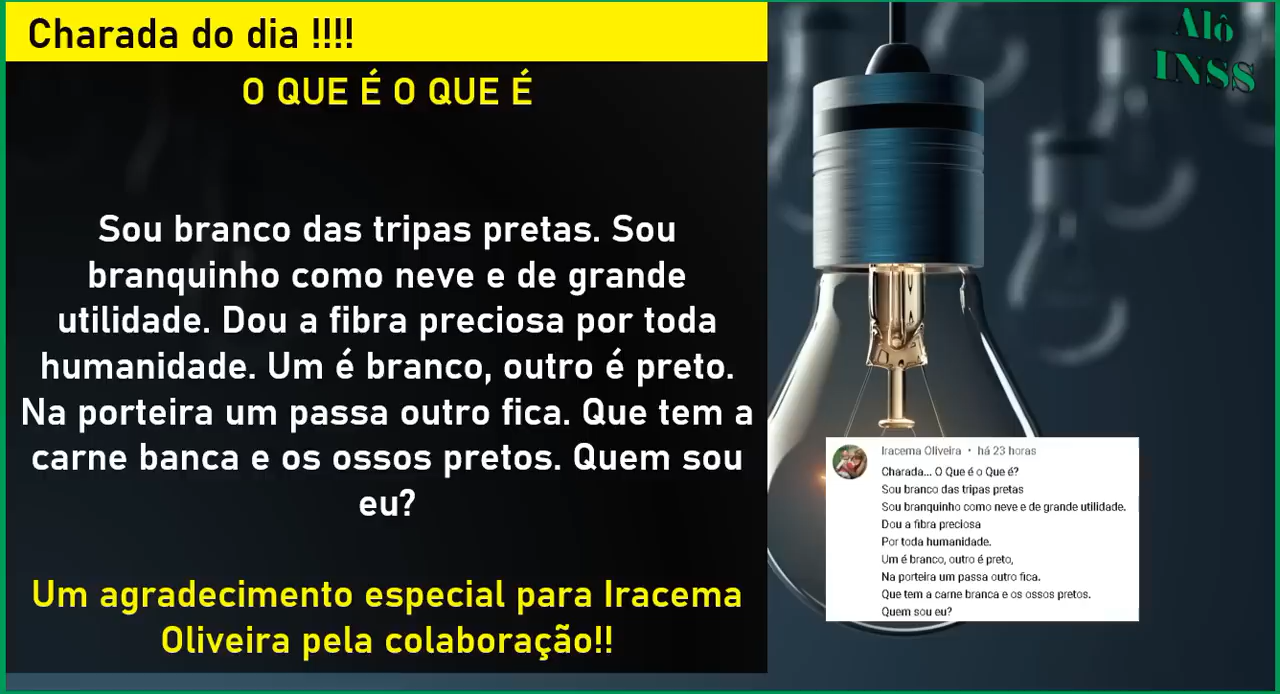 Charada do dia !!!!
Alô
INSS
O QUE É O QUE É
Sou branco das tripas pretas. Sou
branquinho como neve e de grande
utilidade. Dou a fibra preciosa por toda
humanidade. Um é branco, outro é preto.
Na porteira um passa outro fica. Que tem a
carne banca e os ossos pretos. Quem sou
eu?
Um agradecimento especial para Iracema
Oliveira pela colaboração!!
Iracema Oliveira • há 23 horas
Charada... O Que é o Que é?
Sou branco das tripas pretas
Sou branquinho como neve e de grande utilidade.
Dou a fibra preciosa
Por toda humanidade.
Um é branco, outro é preto,
Na porteira um passa outro fica.
Que tem a carne branca e os ossos pretos.
Quem sou eu?